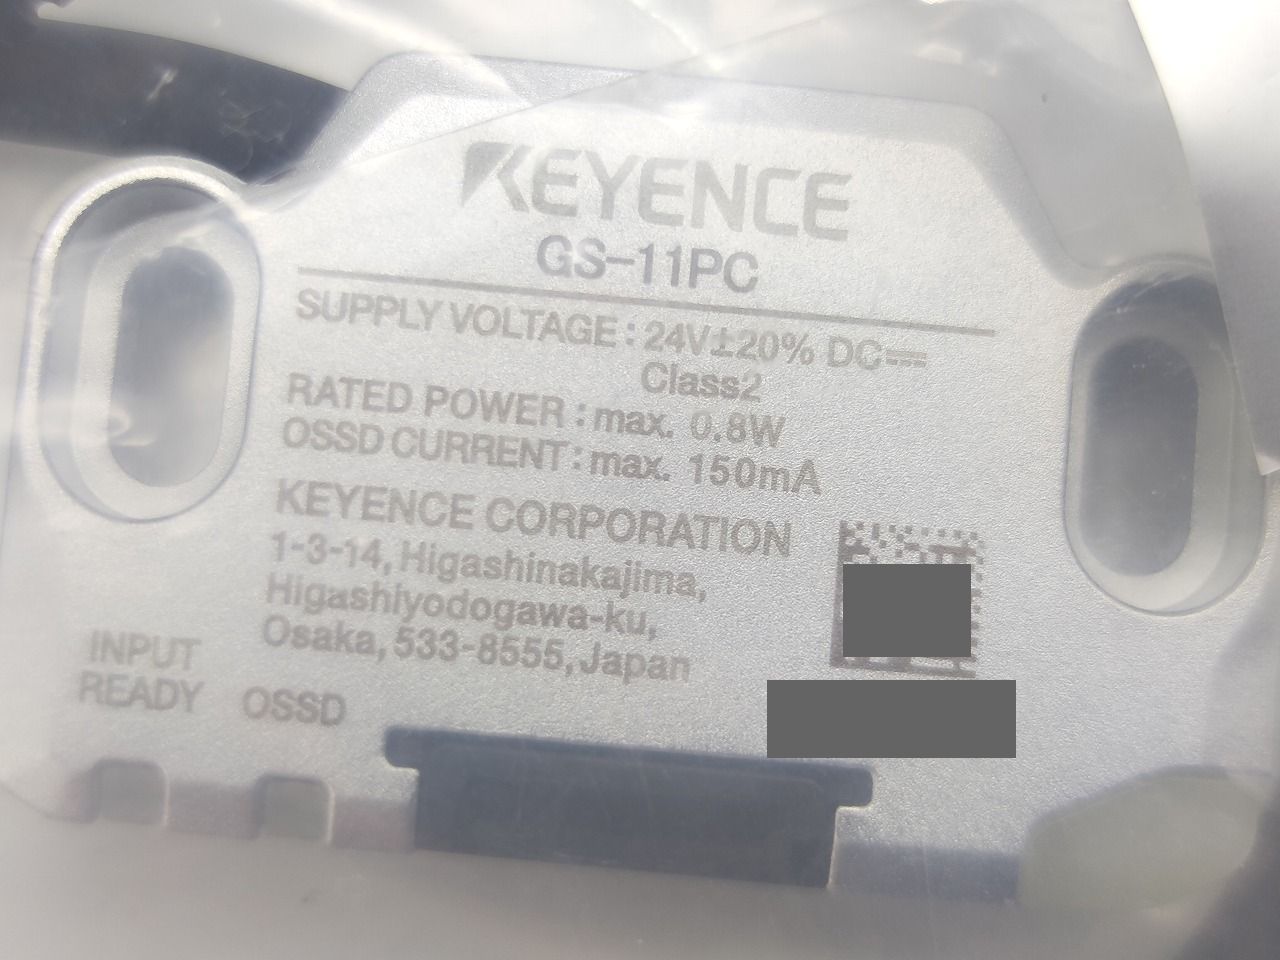 KEYENCE
GS-11PC
SUPPLY VOLTAGE : 24V±20% DC⎓
Class2
RATED POWER : max. 0.8W
OSSD CURRENT : max. 150mA
KEYENCE CORPORATION
1-3-14, Higashinakajima,
Higashiyodogawa-ku,
Osaka, 533-8555, Japan
INPUT
READY OSSD